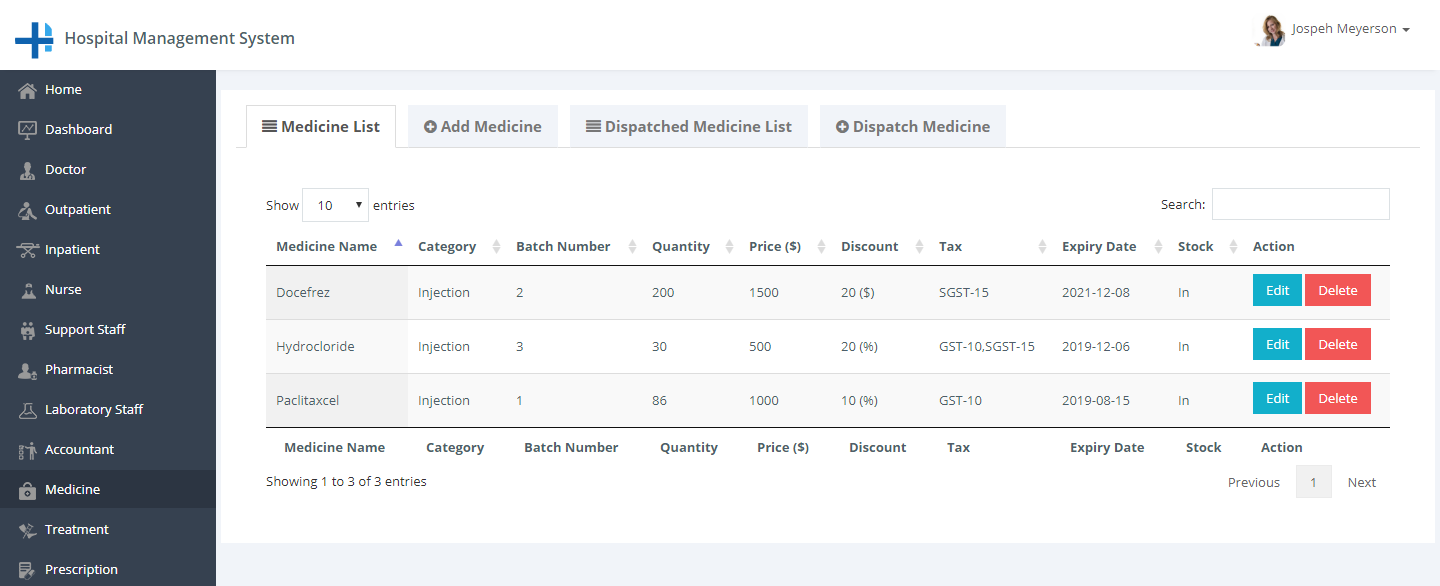 Hospital Management System
Jospeh Meyerson
Home
Dashboard
Doctor
Outpatient
Inpatient
Nurse
Support Staff
Pharmacist
Laboratory Staff
Accountant
Medicine
Treatment
Prescription
Medicine List Add Medicine Dispatched Medicine List Dispatch Medicine
Show 10 entries Search:
Medicine Name Category Batch Number Quantity Price ($) Discount Tax Expiry Date Stock Action
Docefrez Injection 2 200 1500 20 ($) SGST-15 2021-12-08 In Edit Delete
Hydrocloride Injection 3 30 500 20 (%) GST-10,SGST-15 2019-12-06 In Edit Delete
Paclitaxcel Injection 1 86 1000 10 (%) GST-10 2019-08-15 In Edit Delete
Medicine Name Category Batch Number Quantity Price ($) Discount Tax Expiry Date Stock Action
Showing 1 to 3 of 3 entries Previous 1 Next